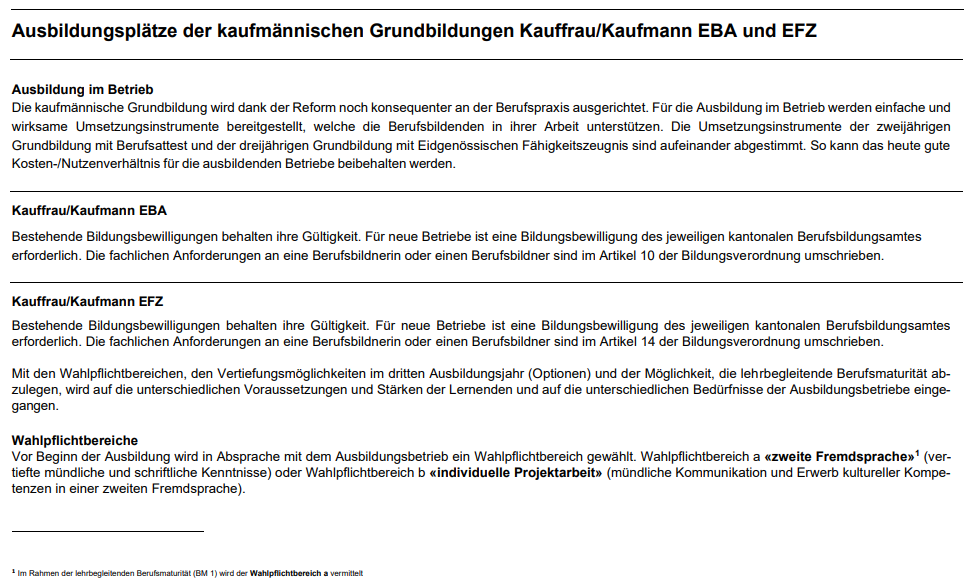 Ausbildungsplätze der kaufmännischen Grundbildungen Kauffrau/Kaufmann EBA und EFZ
Ausbildung im Betrieb
Die kaufmännische Grundbildung wird dank der Reform noch konsequenter an der Berufspraxis ausgerichtet. Für die Ausbildung im Betrieb werden einfache und
wirksame Umsetzungsinstrumente bereitgestellt, welche die Berufsbildenden in ihrer Arbeit unterstützen. Die Umsetzungsinstrumente der zweijährigen
Grundbildung mit Berufsattest und der dreijährigen Grundbildung mit Eidgenössischen Fähigkeitszeugnis sind aufeinander abgestimmt. So kann das heute gute
Kosten-/Nutzenverhältnis für die ausbildenden Betriebe beibehalten werden.
Kauffrau/Kaufmann EBA
Bestehende Bildungsbewilligungen behalten ihre Gültigkeit. Für neue Betriebe ist eine Bildungsbewilligung des jeweiligen kantonalen Berufsbildungsamtes
erforderlich. Die fachlichen Anforderungen an eine Berufsbildnerin oder einen Berufsbildner sind im Artikel 10 der Bildungsverordnung umschrieben.
Kauffrau/Kaufmann EFZ
Bestehende Bildungsbewilligungen behalten ihre Gültigkeit. Für neue Betriebe ist eine Bildungsbewilligung des jeweiligen kantonalen Berufsbildungsamtes
erforderlich. Die fachlichen Anforderungen an eine Berufsbildnerin oder einen Berufsbildner sind im Artikel 14 der Bildungsverordnung umschrieben.
Mit den Wahlpflichtbereichen, den Vertiefungsmöglichkeiten im dritten Ausbildungsjahr (Optionen) und der Möglichkeit, die lehrbegleitende Berufsmaturität ab-
zulegen, wird auf die unterschiedlichen Voraussetzungen und Stärken der Lernenden und auf die unterschiedlichen Bedürfnisse der Ausbildungsbetriebe einge-
gangen.
Wahlpflichtbereiche
Vor Beginn der Ausbildung wird in Absprache mit dem Ausbildungsbetrieb ein Wahlpflichtbereich gewählt. Wahlpflichtbereich a «zweite Fremdsprache»¹ (ver-
tiefte mündliche und schriftliche Kenntnisse) oder Wahlpflichtbereich b «individuelle Projektarbeit» (mündliche Kommunikation und Erwerb kultureller Kompe-
tenzen in einer zweiten Fremdsprache).
¹ Im Rahmen der lehrbegleitenden Berufsmaturität (BM 1) wird der Wahlpflichtbereich a vermittelt